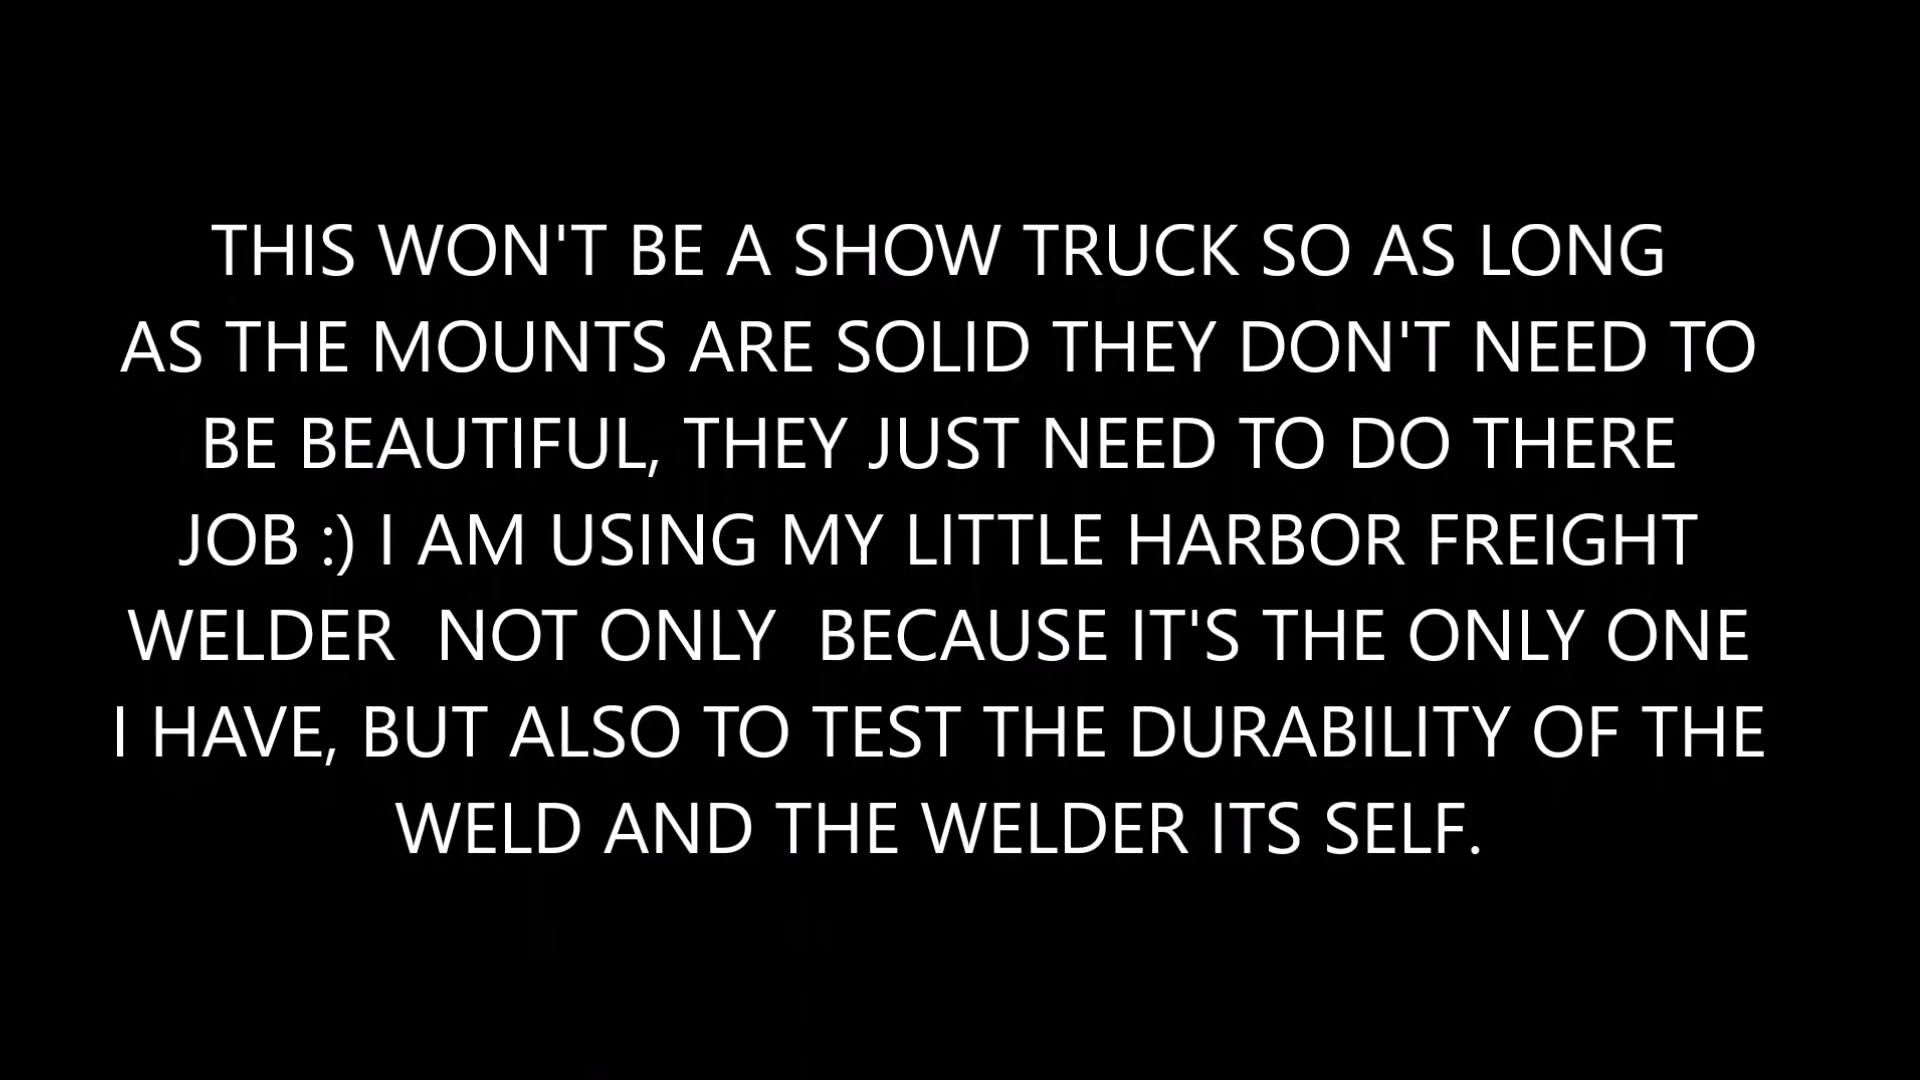 THIS WON'T BE A SHOW TRUCK SO AS LONG
AS THE MOUNTS ARE SOLID THEY DON'T NEED TO
BE BEAUTIFUL, THEY JUST NEED TO DO THERE
JOB :) I AM USING MY LITTLE HARBOR FREIGHT
WELDER  NOT ONLY  BECAUSE IT'S THE ONLY ONE
I HAVE, BUT ALSO TO TEST THE DURABILITY OF THE
WELD AND THE WELDER ITS SELF.